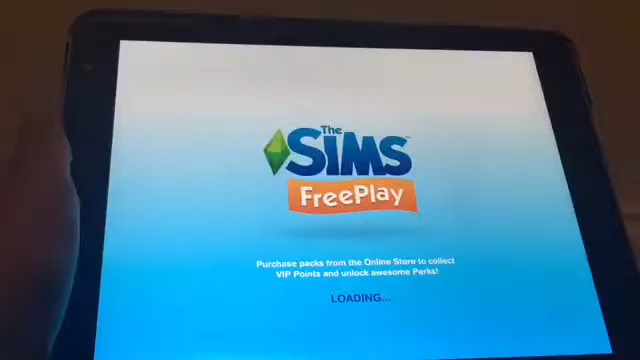 The
SIMS
FreePlay
Purchase packs from the Online Store to collect
VIP Points and unlock awesome Perks!
LOADING...